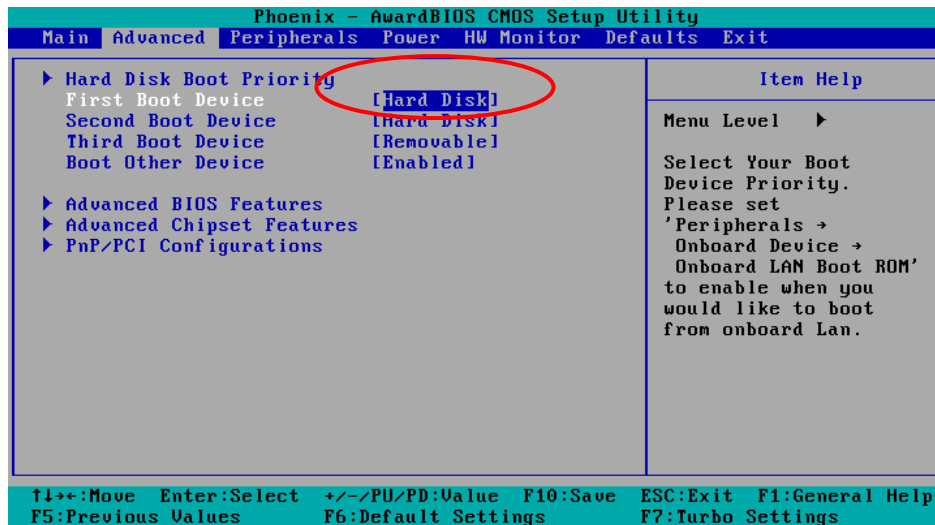 Phoenix - AwardBIOS CMOS Setup Utility
Main Advanced Peripherals Power HW Monitor Defaults Exit
▶ Hard Disk Boot Priority
First Boot Device [Hard Disk]
Second Boot Device [Hard Disk]
Third Boot Device [Removable]
Boot Other Device [Enabled]
▶ Advanced BIOS Features
▶ Advanced Chipset Features
▶ PnP/PCI Configurations
Item Help
Menu Level ▶
Select Your Boot
Device Priority.
Please set
'Peripherals →
Onboard Device →
Onboard LAN Boot ROM'
to enable when you
would like to boot
from onboard Lan.
↑↓→←:Move Enter:Select +/-/PU/PD:Value F10:Save ESC:Exit F1:General Help
F5:Previous Values F6:Default Settings F7:Turbo Settings